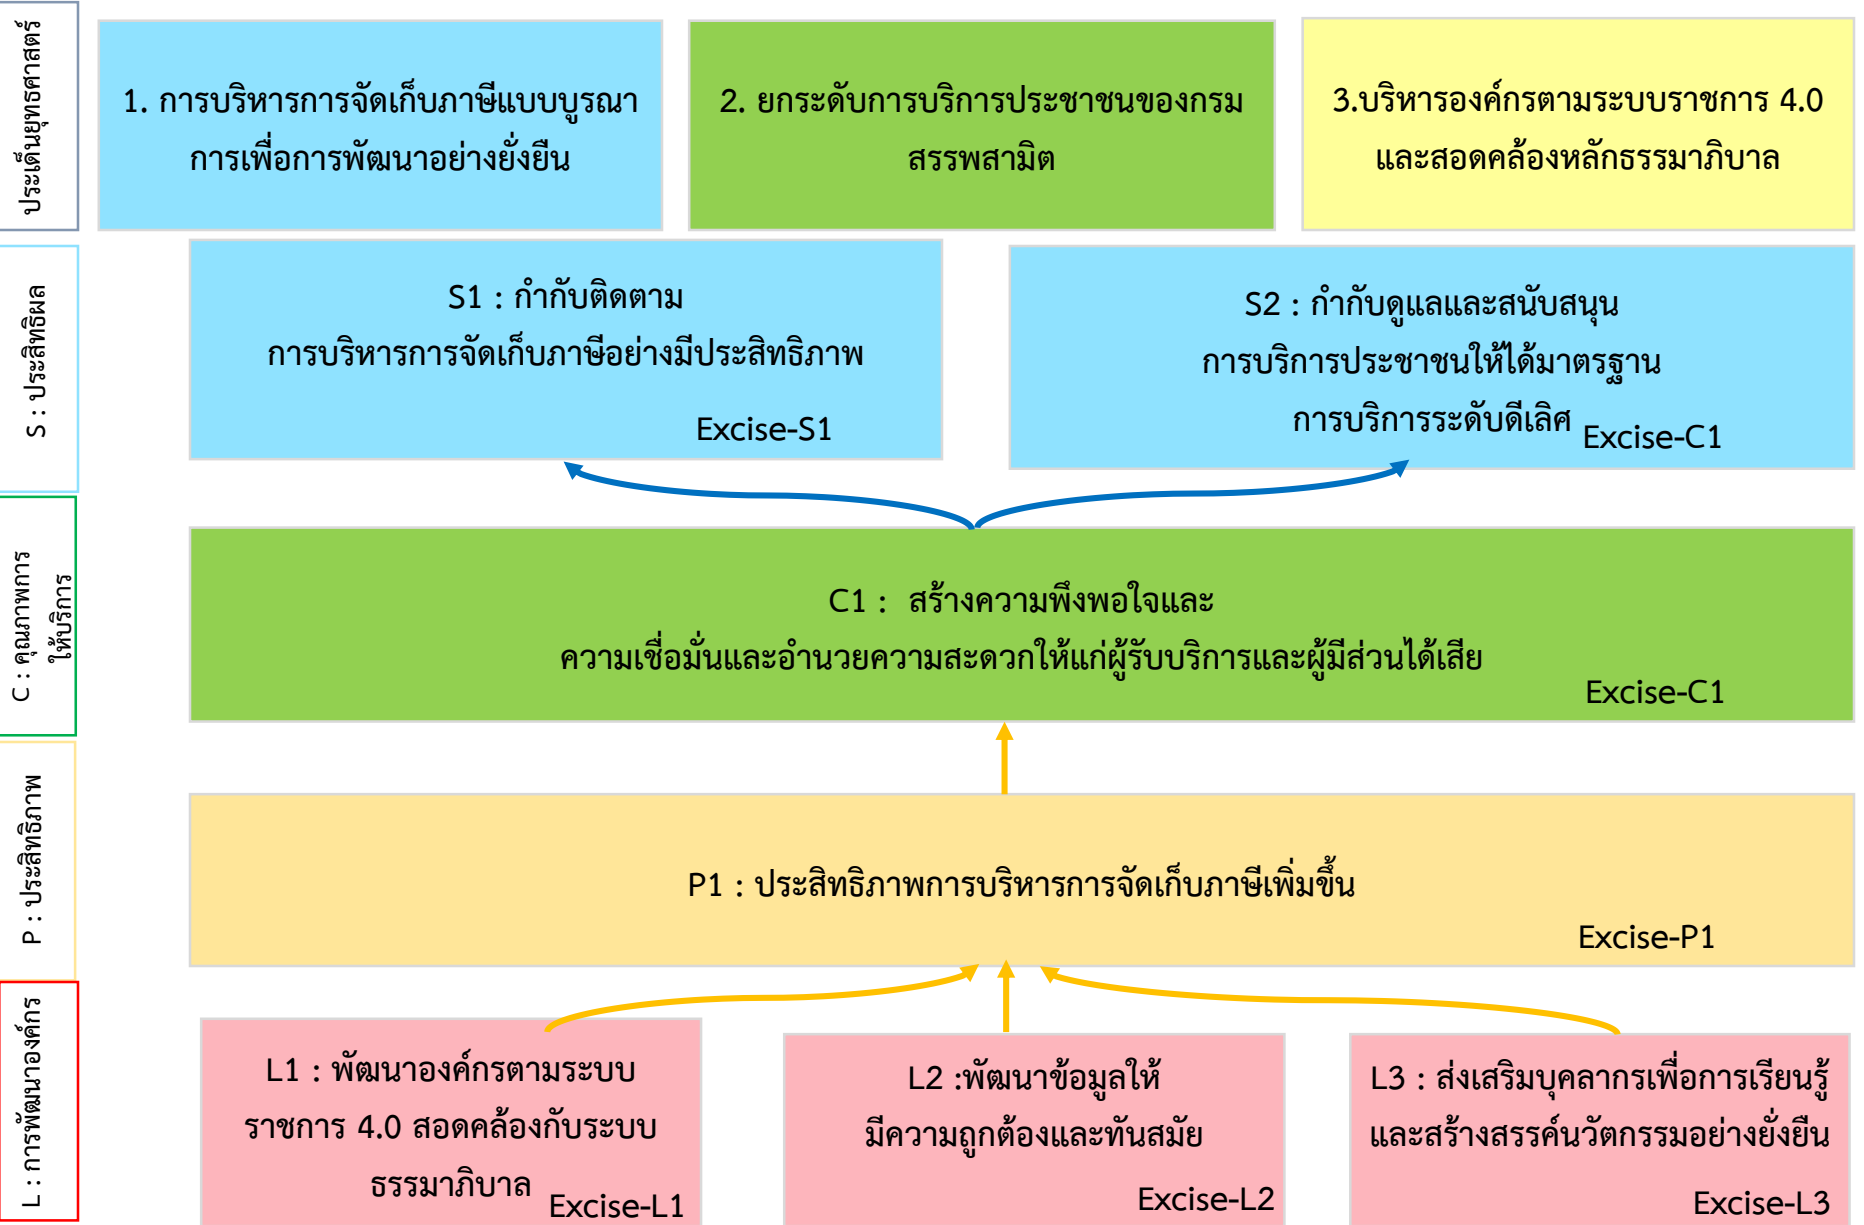 ประเด็นยุทธศาสตร์
1. การบริหารการจัดเก็บภาษีแบบบูรณา
การเพื่อการพัฒนาอย่างยั่งยืน
2. ยกระดับการบริการประชาชนของกรม
สรรพสามิต
3.บริหารองค์กรตามระบบราชการ 4.0
และสอดคล้องหลักธรรมาภิบาล
S : ประสิทธิผล
S1 : กำกับติดตาม
การบริหารการจัดเก็บภาษีอย่างมีประสิทธิภาพ
Excise-S1
S2 : กำกับดูแลและสนับสนุน
การบริการประชาชนให้ได้มาตรฐาน
การบริการระดับดีเลิศ
Excise-C1
C : คุณภาพการ
ให้บริการ
C1 : สร้างความพึงพอใจและ
ความเชื่อมั่นและอำนวยความสะดวกให้แก่ผู้รับบริการและผู้มีส่วนได้เสีย
Excise-C1
P : ประสิทธิภาพ
P1 : ประสิทธิภาพการบริหารการจัดเก็บภาษีเพิ่มขึ้น
Excise-P1
L : การพัฒนาองค์กร
L1 : พัฒนาองค์กรตามระบบ
ราชการ 4.0 สอดคล้องกับระบบ
ธรรมาภิบาล
Excise-L1
L2 :พัฒนาข้อมูลให้
มีความถูกต้องและทันสมัย
Excise-L2
L3 : ส่งเสริมบุคลากรเพื่อการเรียนรู้
และสร้างสรรค์นวัตกรรมอย่างยั่งยืน
Excise-L3